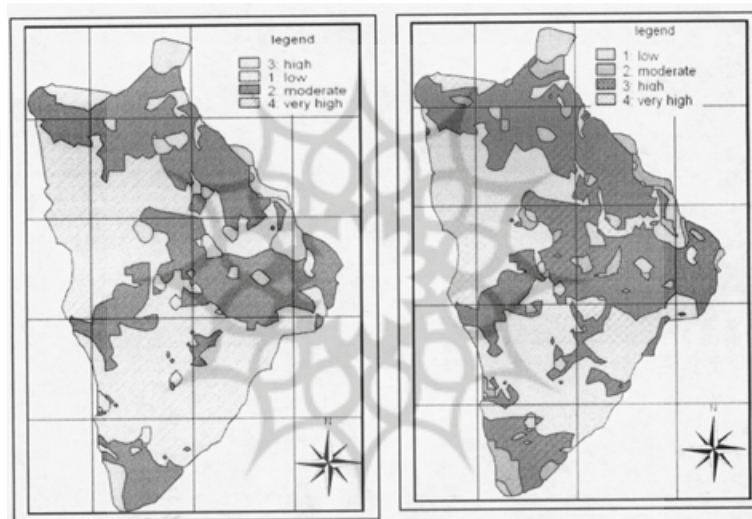 legend
3: high
1: low
2: moderate
4: very high
N
legend
1: low
2: moderate
3: high
4: very high
N